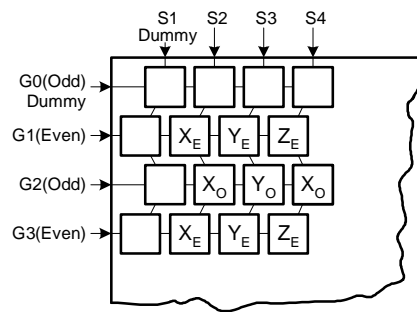 S1 S2 S3 S4
Dummy
G0(Odd)
Dummy
G1(Even) X_E Y_E Z_E
G2(Odd) X_O Y_O X_O
G3(Even) X_E Y_E Z_E